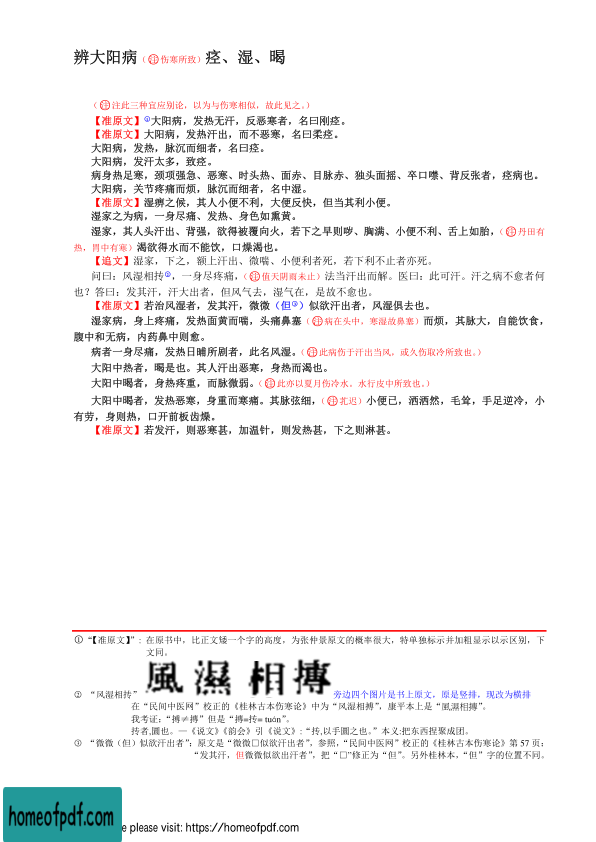 辨大阳病（㊟伤寒所致）痉、湿、暍
（㊟注此三种宜应别论，以为与伤寒相似，故此见之。）
【准原文】①大阳病，发热无汗，反恶寒者，名曰刚痉。
【准原文】大阳病，发热汗出，而不恶寒，名曰柔痉。
大阳病，发热，脉沉而细者，名曰痉。
大阳病，发汗太多，致痉。
病身热足寒，颈项强急、恶寒、时头热、面赤、目脉赤、独头面摇、卒口噤、背反张者，痉病也。
大阳病，关节疼痛而烦，脉沉而细者，名中湿。
【准原文】湿痹之候，其人小便不利，大便反快，但当其利小便。
湿家之为病，一身尽痛、发热、身色如熏黄。
湿家，其人头汗出、背强，欲得被覆向火，若下之早则哕、胸满、小便不利、舌上如胎，（㊟丹田有
热，胃中有寒）渴欲得水而不能饮，口燥渴也。
【追文】湿家，下之，额上汗出、微喘、小便利者死，若下利不止者亦死。
问曰：风湿相抟②，一身尽疼痛，（㊟值天阴雨未止）法当汗出而解。医曰：此可汗。汗之病不愈者何
也？答曰：发其汗，汗大出者，但风气去，湿气在，是故不愈也。
【准原文】若治风湿者，发其汗，微微（但③）似欲汗出者，风湿俱去也。
湿家病，身上疼痛，发热面黄而喘，头痛鼻塞（㊟病在头中，寒湿故鼻塞）而烦，其脉大，自能饮食，
腹中和无病，内药鼻中则愈。
病者一身尽痛，发热日晡所剧者，此名风湿。（㊟此病伤于汗出当风，或久伤取冷所致也。）
大阳中热者，暍是也。其人汗出恶寒，身热而渴也。
大阳中暍者，身热疼重，而脉微弱。（㊟此亦以夏月伤冷水。水行皮中所致也。）
大阳中暍者，发热恶寒，身重而寒痛。其脉弦细，（㊟芤迟）小便已，洒洒然，毛耸，手足逆冷，小
有劳，身则热，口开前板齿燥。
【准原文】若发汗，则恶寒甚，加温针，则发热甚，下之则淋甚。
① “【准原文】”：在原书中，比正文矮一个字的高度，为张仲景原文的概率很大，特单独标示并加粗显示以示区别，下
文同。
風濕相摶
② “风湿相抟” 旁边四个图片是书上原文，原是竖排，现改为横排
在“民间中医网”校正的《桂林古本伤寒论》中为“风湿相搏”，康平本上是“風濕相摶”。
我考证：“搏≠摶”但是“摶=抟= tuón”。
抟者,圜也。—《说文》《韵会》引《说文》：“抟,以手圜之也。”本义:把东西捏聚成团。
③ “微微（但）似欲汗出者”；原文是“微微□似欲汗出者”，参照，“民间中医网”校正的《桂林古本伤寒论》第 57 页；
“发其汗，但微微似欲出汗者”，把“□”修正为“但”。另外桂林本，“但”字的位置不同。
homeofpdf.com
e please visit: https://homeofpdf.com